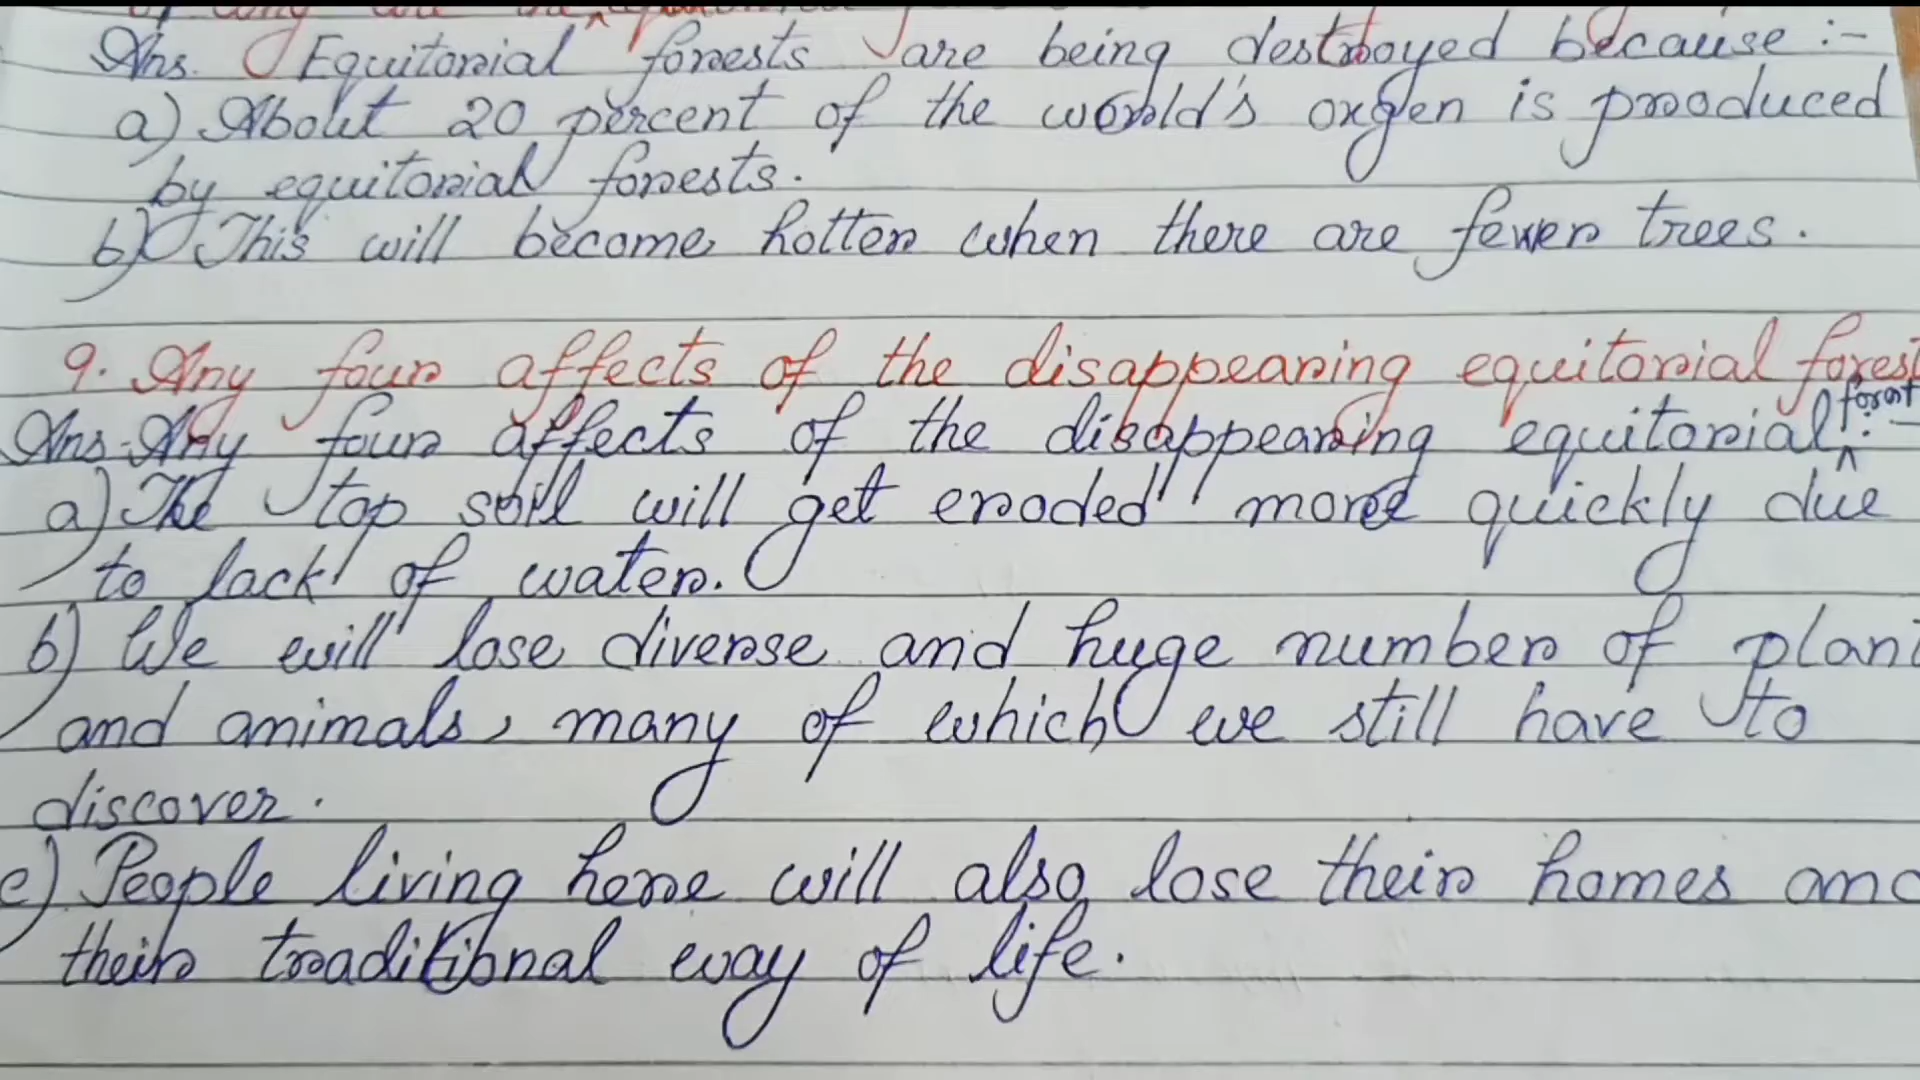 Ans. Equitorial forests are being destroyed because :-
a) About 20 percent of the world's oxgen is produced
by equitorial forests.
b) This will become hotter when there are fewer trees.
9. Any four affects of the disappearing equitorial forest
Ans- Any four affects of the disappearing equitorial forest :-
a) The top soil will get eroded more quickly due
to lack of water.
b) We will lose diverse and huge number of plant
and animals, many of which we still have to
discover.
c) People living here will also lose their homes and
their traditional way of life.